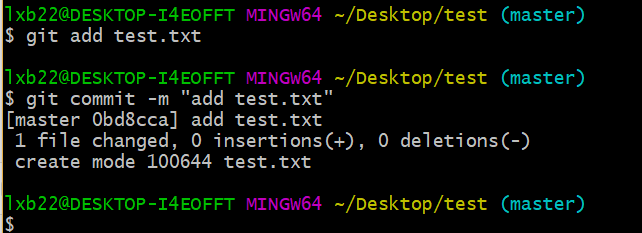 lxb22@DESKTOP-I4EOFFT MINGW64 ~/Desktop/test (master)
$ git add test.txt
lxb22@DESKTOP-I4EOFFT MINGW64 ~/Desktop/test (master)
$ git commit -m "add test.txt"
[master 0bd8cca] add test.txt
 1 file changed, 0 insertions(+), 0 deletions(-)
 create mode 100644 test.txt
lxb22@DESKTOP-I4EOFFT MINGW64 ~/Desktop/test (master)
$